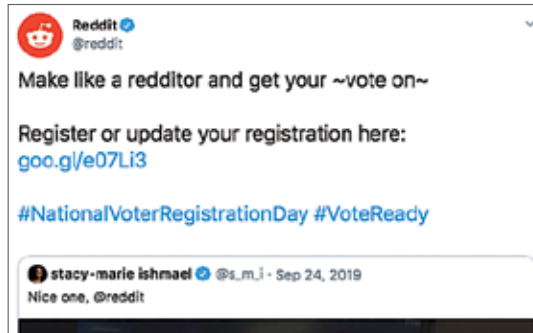 Reddit
@reddit
Make like a redditor and get your ~vote on~
Register or update your registration here:
goo.gl/e07Li3
#NationalVoterRegistrationDay #VoteReady
stacy-marie ishmael @s_m_i · Sep 24, 2019
Nice one, @reddit